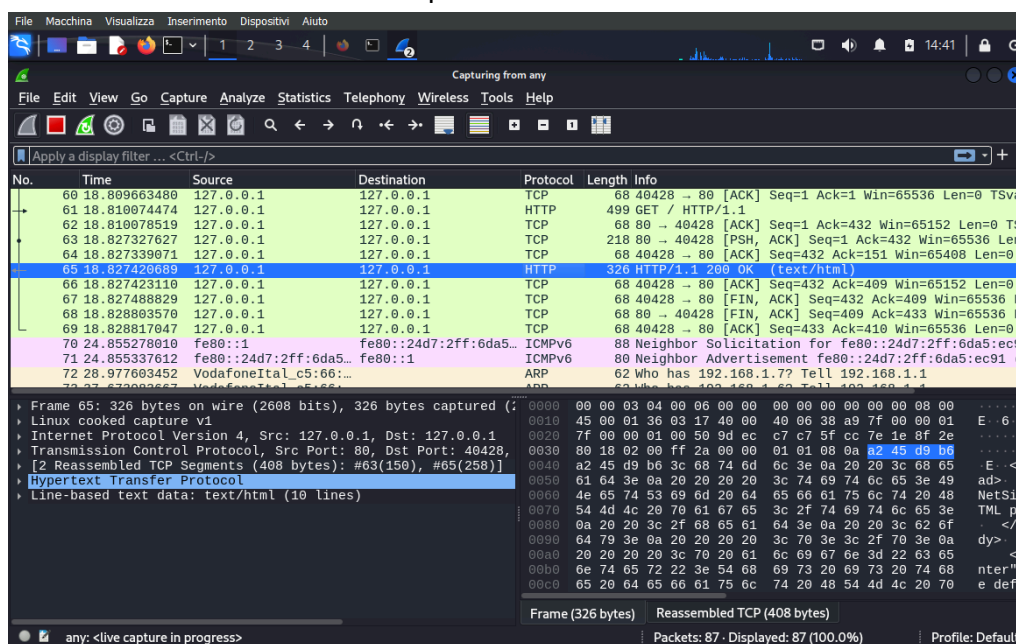 File Macchina Visualizza Inserimento Dispositivi Aiuto
1 2 3 4 2 14:41
Capturing from any
File Edit View Go Capture Analyze Statistics Telephony Wireless Tools Help
Apply a display filter … <Ctrl-/>
No. Time Source Destination Protocol Length Info
60 18.809663480 127.0.0.1 127.0.0.1 TCP 68 40428 → 80 [ACK] Seq=1 Ack=1 Win=65536 Len=0 TSva
61 18.810074474 127.0.0.1 127.0.0.1 HTTP 499 GET / HTTP/1.1
62 18.810078519 127.0.0.1 127.0.0.1 TCP 68 80 → 40428 [ACK] Seq=1 Ack=432 Win=65152 Len=0 TS
63 18.827327627 127.0.0.1 127.0.0.1 TCP 218 80 → 40428 [PSH, ACK] Seq=1 Ack=432 Win=65536 Len
64 18.827339071 127.0.0.1 127.0.0.1 TCP 68 40428 → 80 [ACK] Seq=432 Ack=151 Win=65408 Len=0
65 18.827420689 127.0.0.1 127.0.0.1 HTTP 326 HTTP/1.1 200 OK (text/html)
66 18.827423110 127.0.0.1 127.0.0.1 TCP 68 40428 → 80 [ACK] Seq=432 Ack=409 Win=65152 Len=0
67 18.827488829 127.0.0.1 127.0.0.1 TCP 68 40428 → 80 [FIN, ACK] Seq=432 Ack=409 Win=65536
68 18.828803570 127.0.0.1 127.0.0.1 TCP 68 80 → 40428 [FIN, ACK] Seq=409 Ack=433 Win=65536
69 18.828817047 127.0.0.1 127.0.0.1 TCP 68 40428 → 80 [ACK] Seq=433 Ack=410 Win=65536 Len=0
70 24.855278010 fe80::1 fe80::24d7:2ff:6da5… ICMPv6 88 Neighbor Solicitation for fe80::24d7:2ff:6da5:ec9
71 24.855337612 fe80::24d7:2ff:6da5… fe80::1 ICMPv6 80 Neighbor Advertisement fe80::24d7:2ff:6da5:ec91 (
72 28.977603452 VodafoneItal_c5:66:… ARP 62 Who has 192.168.1.7? Tell 192.168.1.1
Frame 65: 326 bytes on wire (2608 bits), 326 bytes captured (2
Linux cooked capture v1
Internet Protocol Version 4, Src: 127.0.0.1, Dst: 127.0.0.1
Transmission Control Protocol, Src Port: 80, Dst Port: 40428,
[2 Reassembled TCP Segments (408 bytes): #63(150), #65(258)]
Hypertext Transfer Protocol
Line-based text data: text/html (10 lines)
0000 00 00 03 04 00 06 00 00 00 00 00 00 00 00 08 00 ·····
0010 45 00 01 36 03 17 40 00 40 06 38 a9 7f 00 00 01 E··6·
0020 7f 00 00 01 00 50 9d ec c7 c7 5f cc 7e 1e 8f 2e ·····
0030 80 18 02 00 ff 2a 00 00 01 01 08 0a a2 45 d9 b6 ·····
0040 a2 45 d9 b6 3c 68 74 6d 6c 3e 0a 20 20 3c 68 65 ·E··<
0050 61 64 3e 0a 20 20 20 20 3c 74 69 74 6c 65 3e 49 ad>·
0060 4e 65 74 53 69 6d 20 64 65 66 61 75 6c 74 20 48 NetSi
0070 54 4d 4c 20 70 61 67 65 3c 2f 74 69 74 6c 65 3e TML p
0080 0a 20 20 3c 2f 68 65 61 64 3e 0a 20 20 3c 62 6f · </
0090 64 79 3e 0a 20 20 20 20 3c 70 3e 3c 2f 70 3e 0a dy>·
00a0 20 20 20 20 3c 70 20 61 6c 69 67 6e 3d 22 63 65 <
00b0 6e 74 65 72 22 3e 54 68 69 73 20 69 73 20 74 68 nter"
00c0 65 20 64 65 66 61 75 6c 74 20 48 54 4d 4c 20 70 e def
Frame (326 bytes) Reassembled TCP (408 bytes)
any: <live capture in progress> Packets: 87 · Displayed: 87 (100.0%) Profile: Default